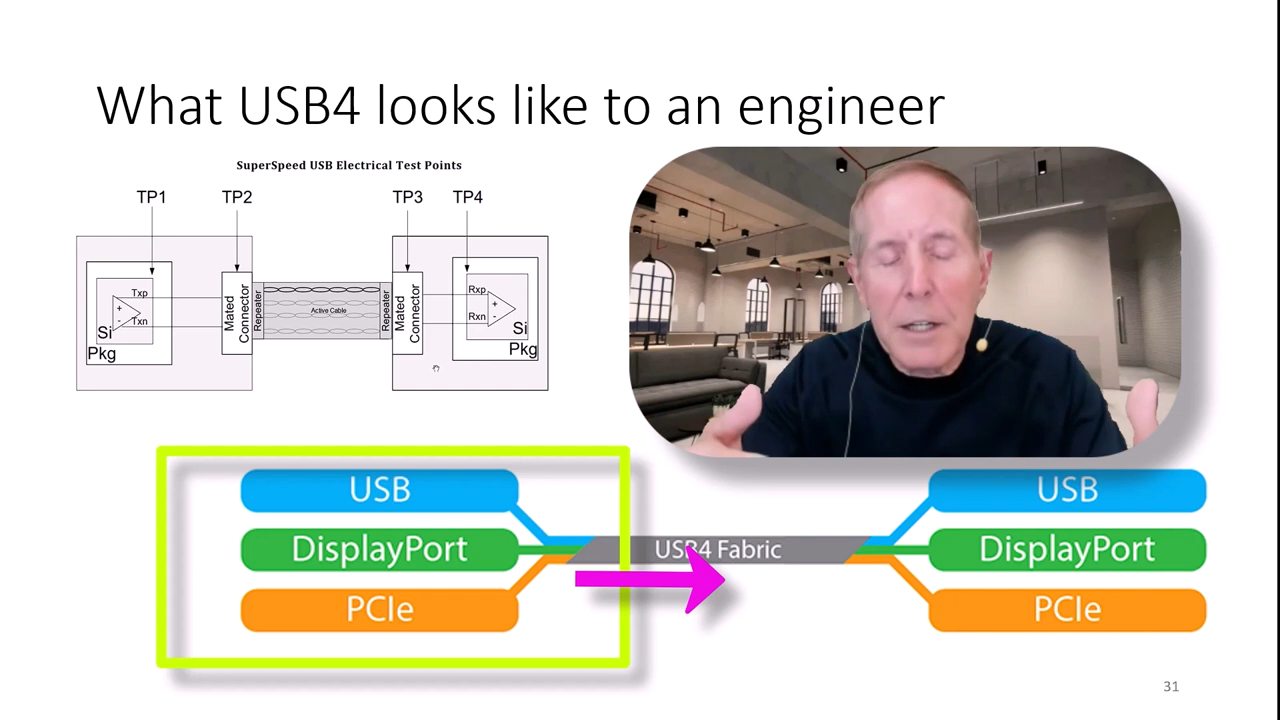 What USB4 looks like to an engineer
SuperSpeed USB Electrical Test Points
TP1 TP2 TP3 TP4
Txp
Txn
+
-
Si
Pkg
Mated
Connector
Repeater
Active Cable
Repeater
Mated
Connector
Rxp
Rxn
+
-
Si
Pkg
USB
DisplayPort
PCIe
USB4 Fabric
USB
DisplayPort
PCIe
31